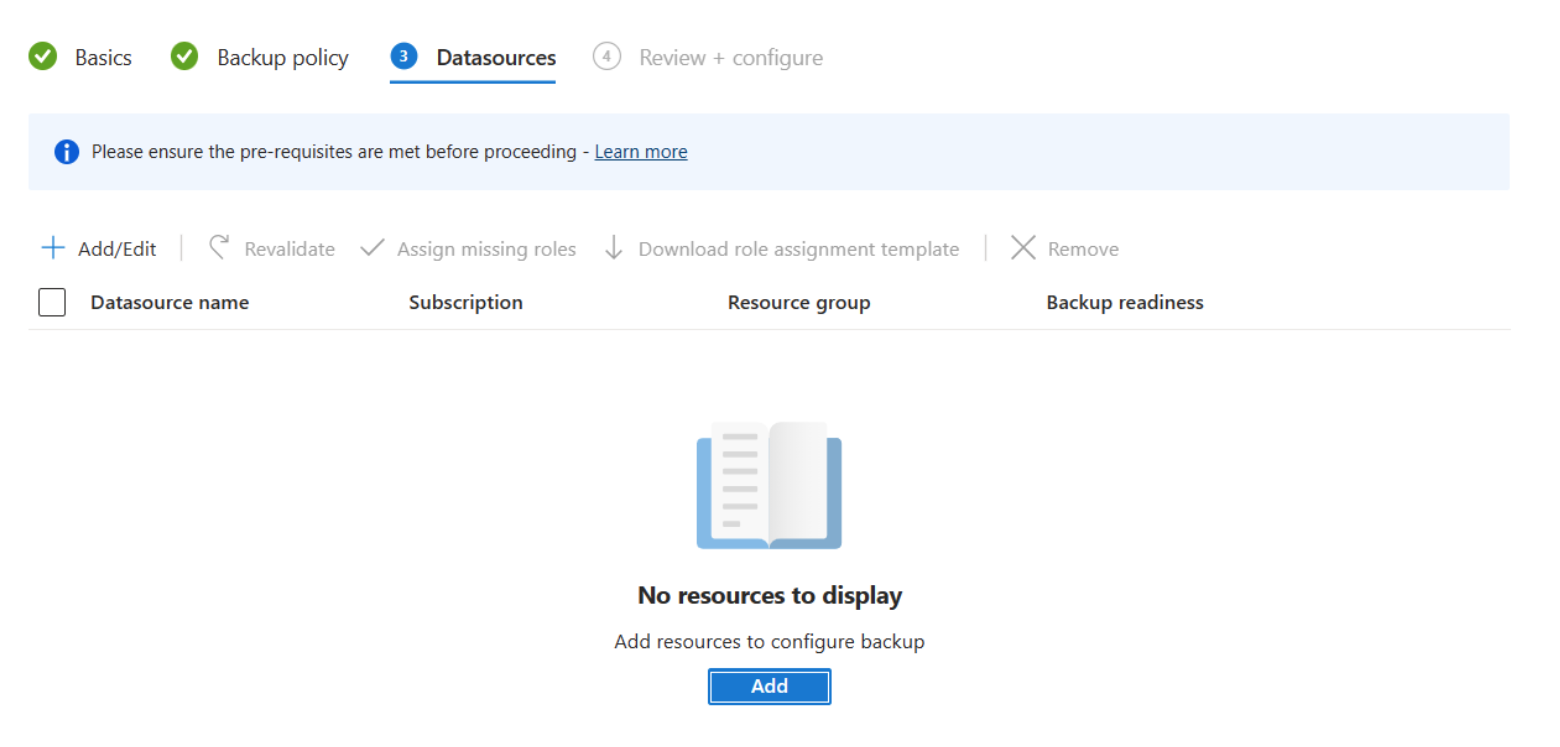 Basics Backup policy 3 Datasources 4 Review + configure
Please ensure the pre-requisites are met before proceeding - Learn more
Add/Edit Revalidate Assign missing roles Download role assignment template Remove
Datasource name Subscription Resource group Backup readiness
No resources to display
Add resources to configure backup
Add